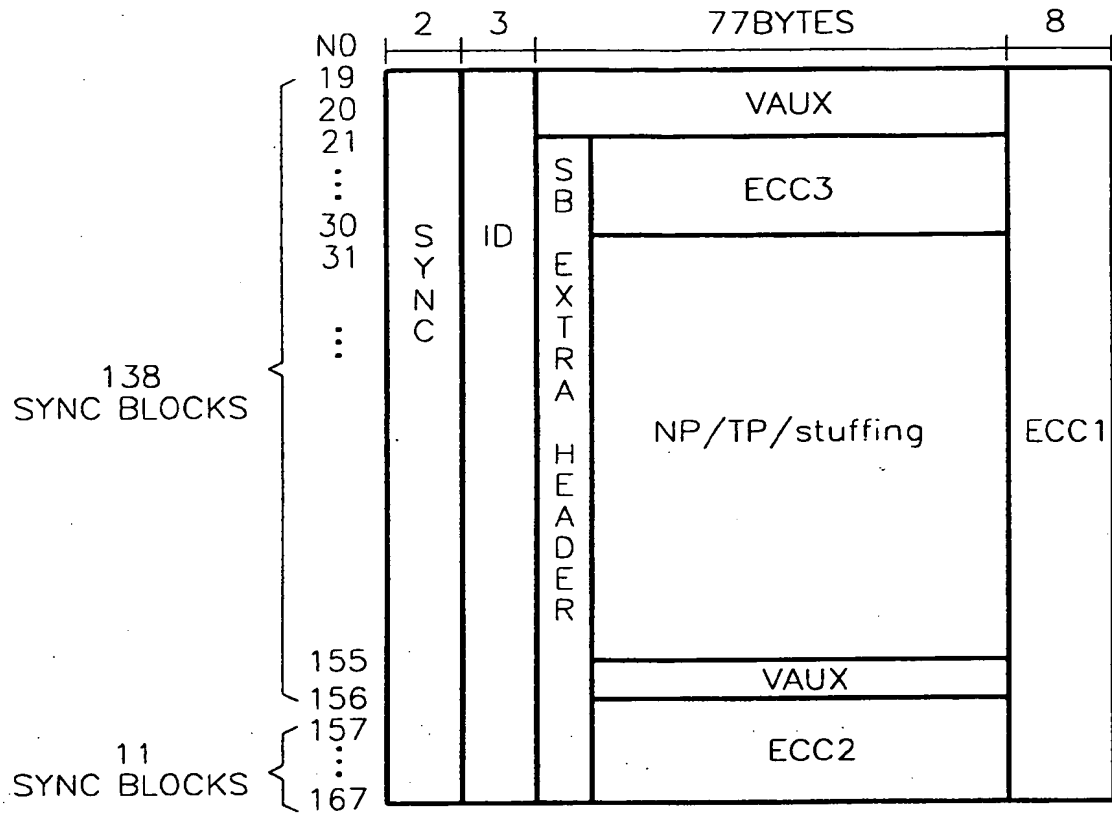 2 3 77BYTES 8
NO
19
20
21
⋮
30
31
⋮
155
156
157
⋮
167
138
SYNC BLOCKS
11
SYNC BLOCKS
SYNC
ID
VAUX
SB EXTRA HEADER
ECC3
NP/TP/stuffing
VAUX
ECC2
ECC1